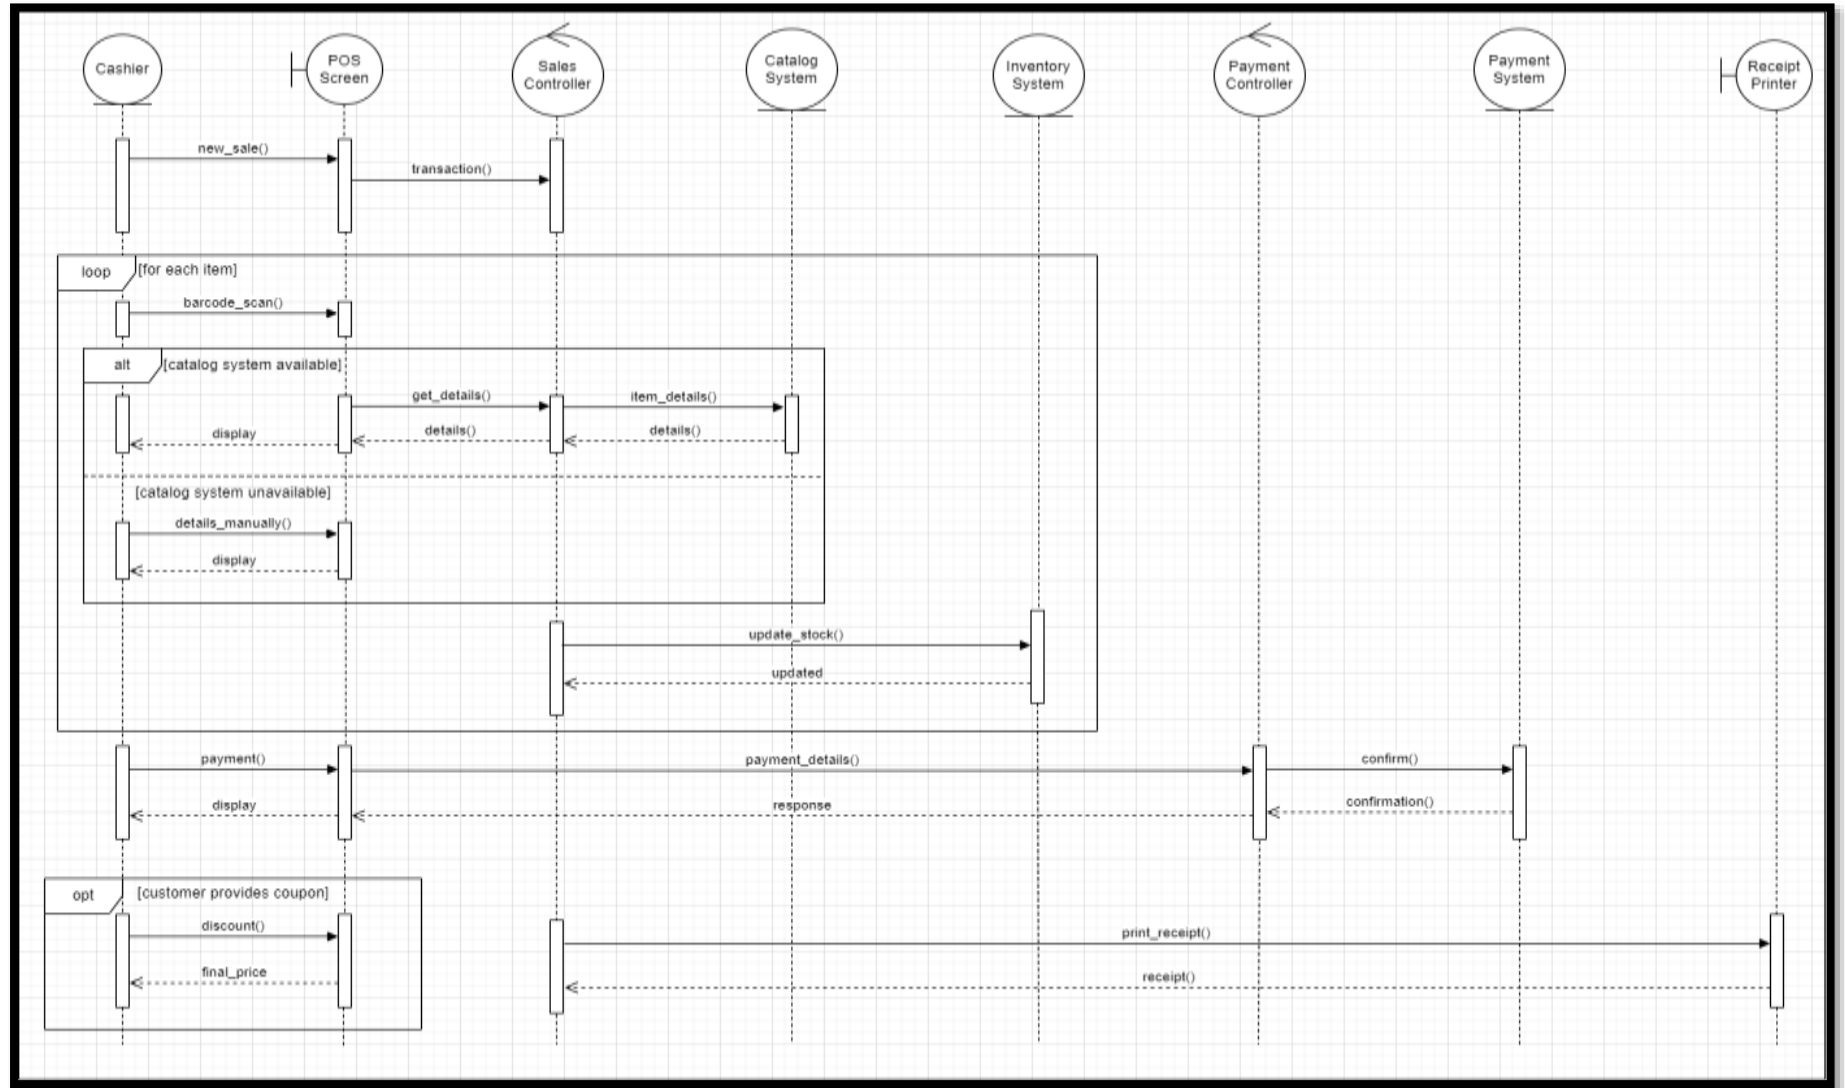 Cashier
POS
Screen
Sales
Controller
Catalog
System
Inventory
System
Payment
Controller
Payment
System
Receipt
Printer
new_sale()
transaction()
loop
[for each item]
barcode_scan()
alt
[catalog system available]
get_details()
item_details()
display
details()
details()
[catalog system unavailable]
details_manually()
display
update_stock()
updated
payment()
payment_details()
confirm()
display
response
confirmation()
opt
[customer provides coupon]
discount()
print_receipt()
final_price
receipt()